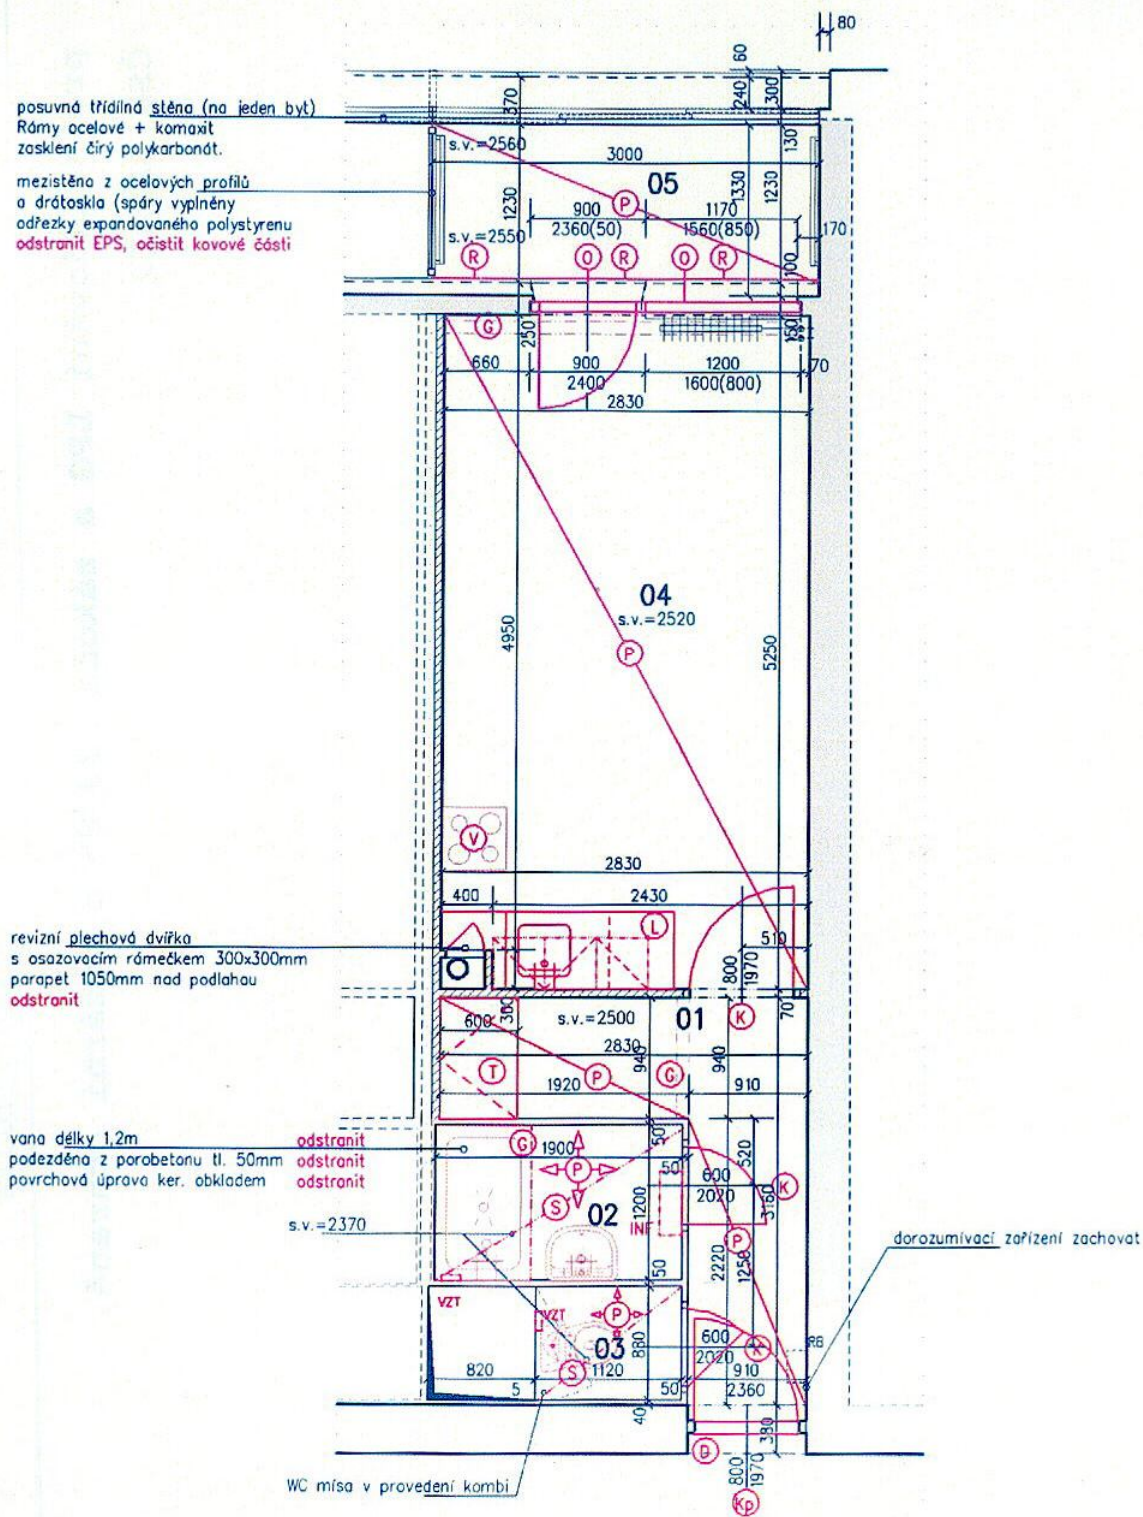 80
60
240
300
370
posuvná třídílná stěna (na jeden byt)
Rámy ocelové + komaxit
zasklení čirý polykarbonát.
s.v.=2560
3000
130
05
mezistěna z ocelových profilů
a drátoskla (spáry vyplněny
odřezky expandovaného polystyrenu
odstranit EPS, očistit kovové části
1230
P
1330
1230
900
2360(50)
1170
1560(850)
170
s.v.=2550
R
O
R
O
R
100
G
250
150
660
900
2400
1200
1600(800)
70
2830
04
s.v.=2520
4950
P
5250
V
2830
400
2430
L
510
revizní plechová dvířka
s osazovacím rámečkem 300x300mm
parapet 1050mm nad podlahou
odstranit
800
1970
600
300
s.v.=2500
01
K
70
2830
940
940
T
P
G
1920
910
vana délky 1,2m odstranit
podezděna z porobetonu tl. 50mm odstranit
povrchová úprava ker. obkladem odstranit
G
1900
50
520
P
50
600
2020
K
3160
S
1200
02
INF
s.v.=2370
P
2220
1250
dorozumívací zařízení zachovat
50
VZT
VZT
P
03
880
600
2020
K
820
S
1120
910
5
50
2360
40
380
D
800
1970
WC mísa v provedení kombi
Kp